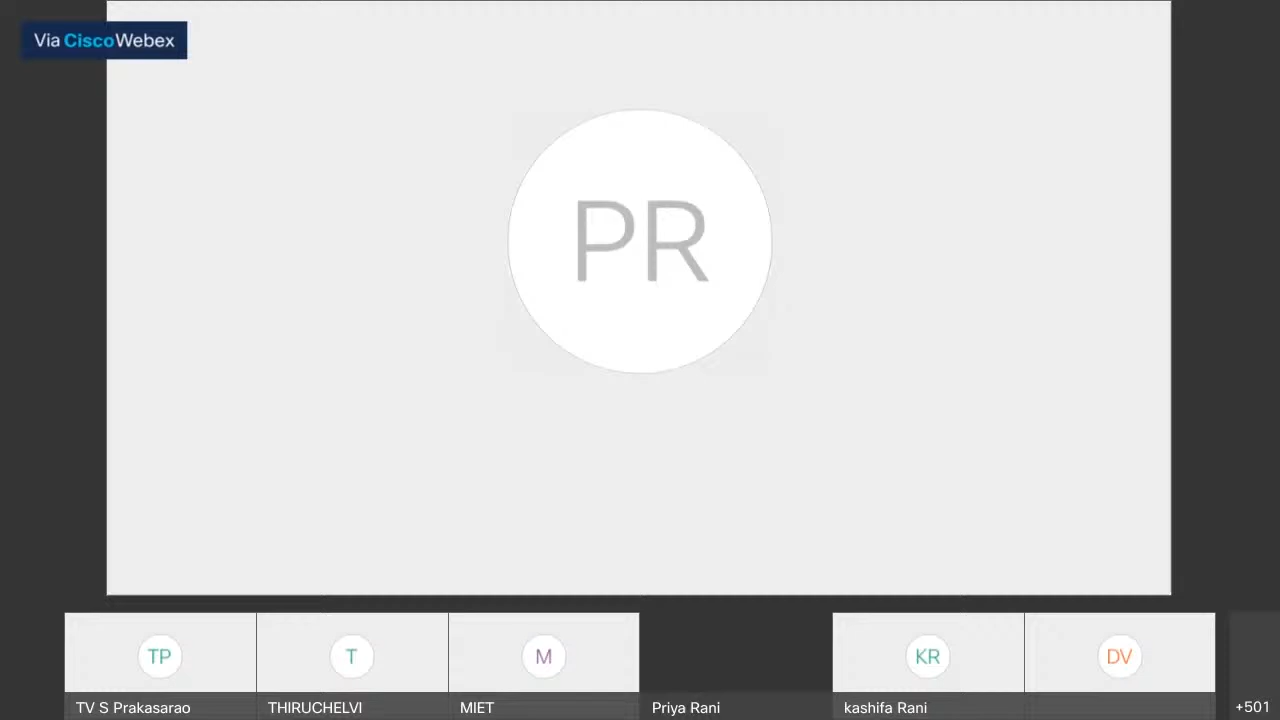 Via CiscoWebex
PR
TP
T
M
KR
DV
TV S Prakasarao
THIRUCHELVI
MIET
Priya Rani
kashifa Rani
+501